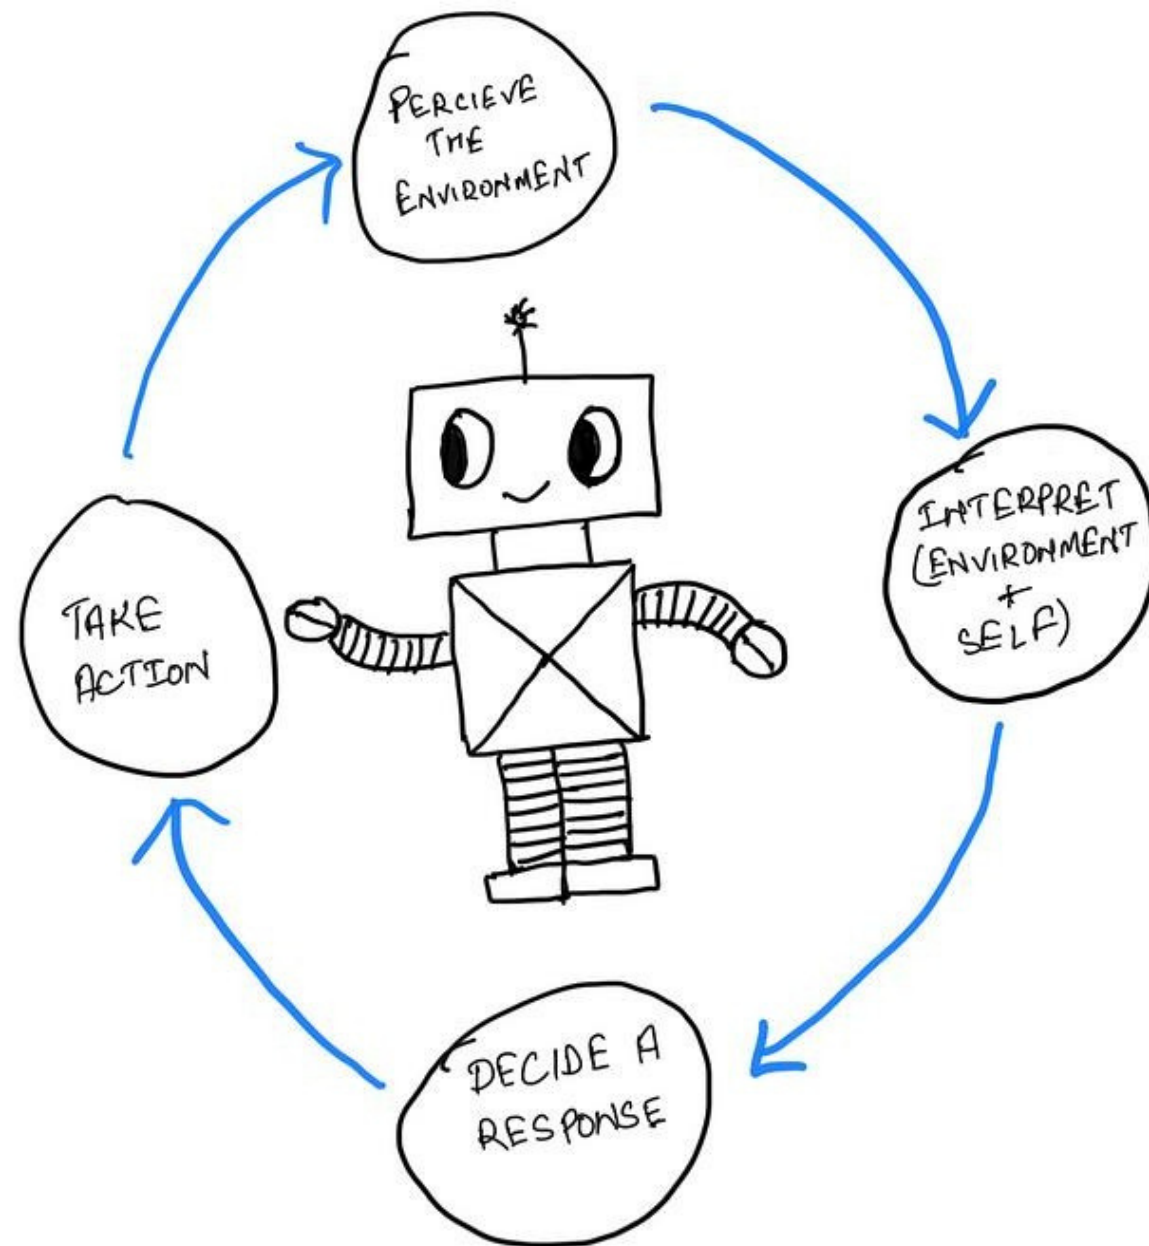 PERCIEVE
THE
ENVIRONMENT
INTERPRET
(ENVIRONMENT
+
SELF)
DECIDE A
RESPONSE
TAKE
ACTION